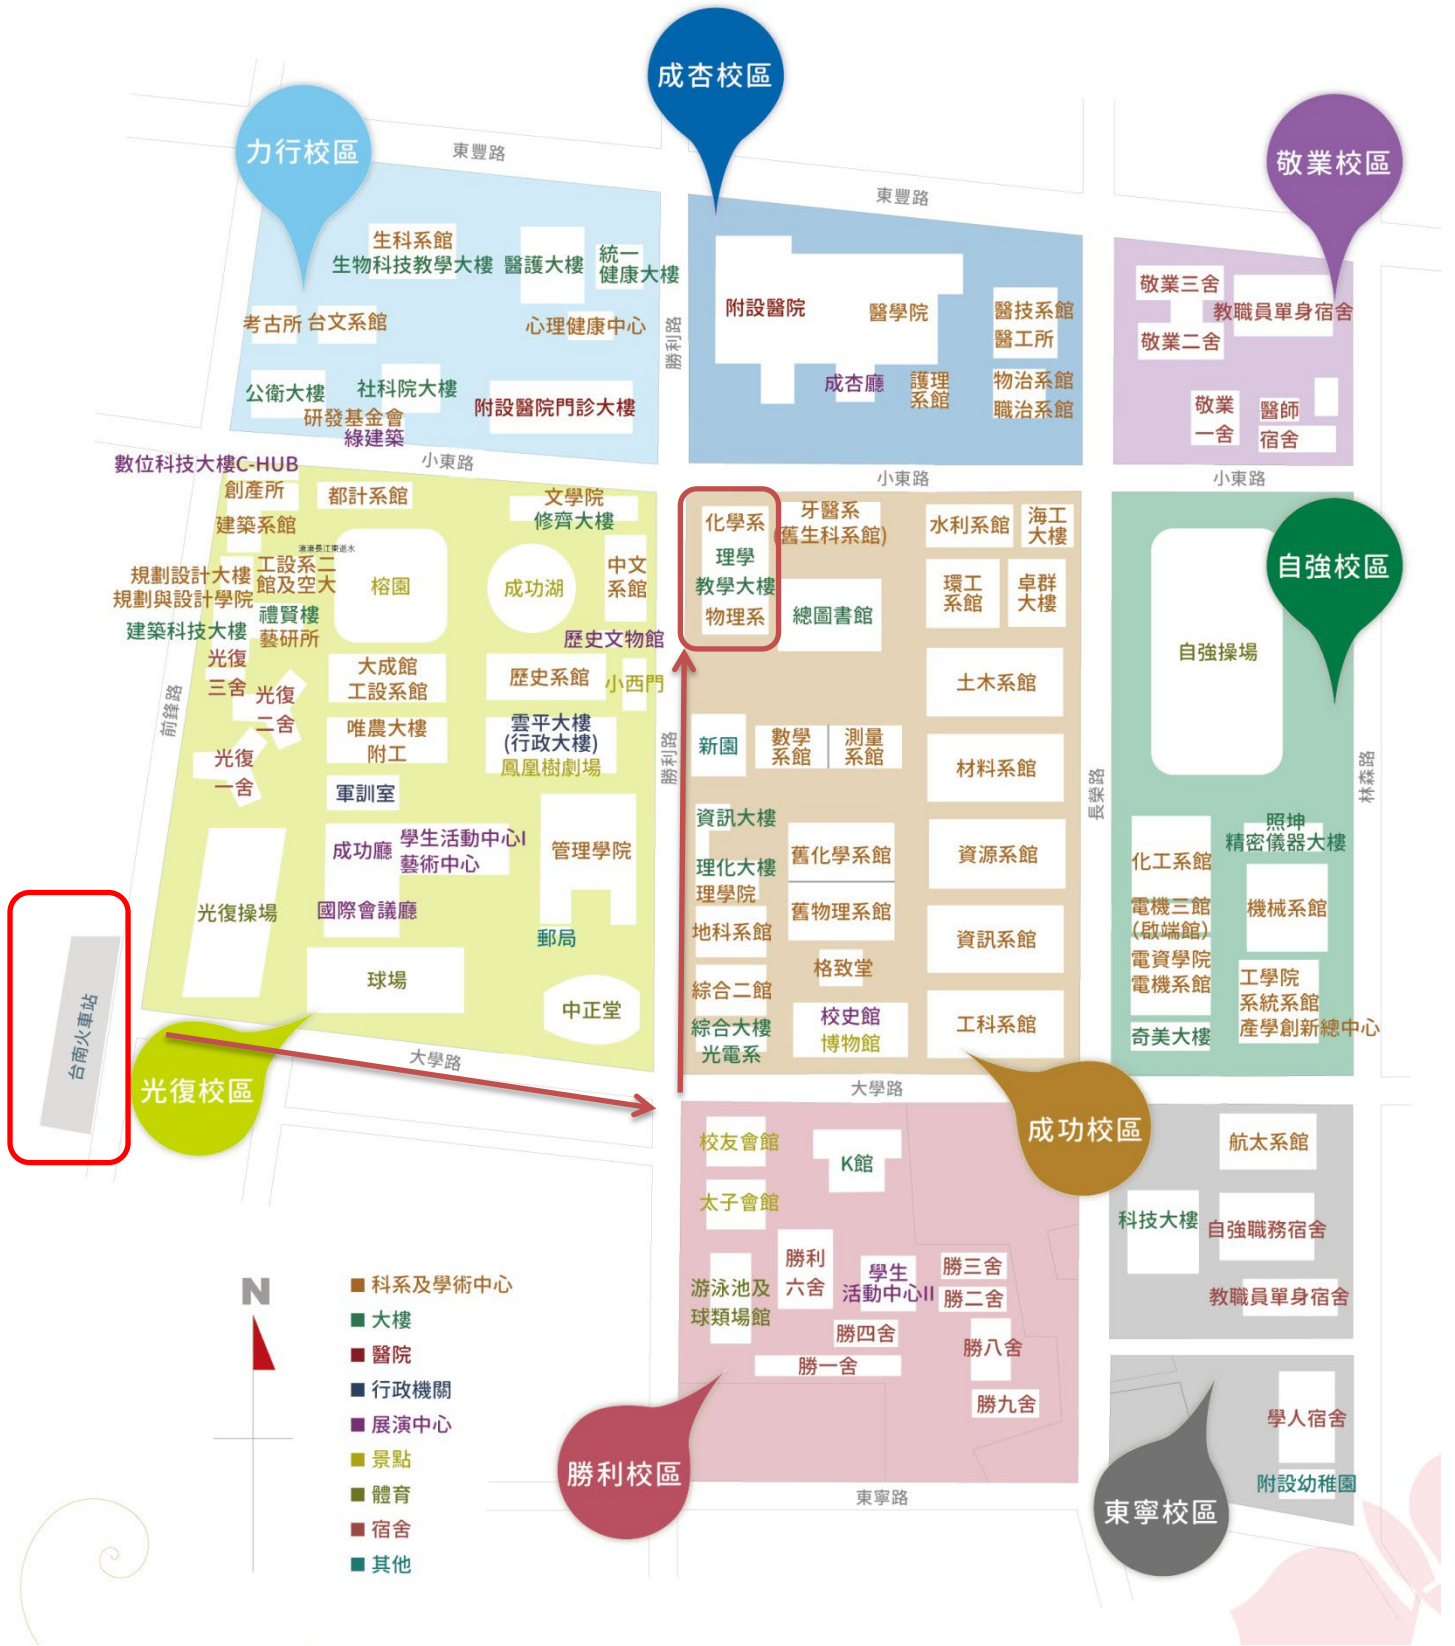 成杏校區
力行校區
敬業校區
東豐路
東豐路
生科系館
生物科技教學大樓
醫護大樓
統一
健康大樓
考古所
台文系館
心理健康中心
公衛大樓
社科院大樓
研發基金會
綠建築
附設醫院門診大樓
勝利路
附設醫院
醫學院
醫技系館
醫工所
成杏廳
護理
系館
物治系館
職治系館
敬業三舍
教職員單身宿舍
敬業二舍
敬業
一舍
醫師
宿舍
小東路
小東路
小東路
數位科技大樓C-HUB
創產所
都計系館
文學院
修齊大樓
建築系館
滾滾長江東逝水
工設系二
館及空大
規劃設計大樓
規劃與設計學院
榕園
成功湖
中文
系館
禮賢樓
藝研所
建築科技大樓
歷史文物館
光復
三舍
大成館
工設系館
歷史系館
小西門
光復
二舍
前鋒路
唯農大樓
附工
雲平大樓
(行政大樓)
鳳凰樹劇場
光復
一舍
軍訓室
成功廳
學生活動中心I
藝術中心
管理學院
光復操場
國際會議廳
郵局
球場
中正堂
台南火車站
光復校區
大學路
勝利路
化學系
理學
教學大樓
物理系
牙醫系
(舊生科系館)
水利系館
海工
大樓
總圖書館
環工
系館
卓群
大樓
土木系館
新園
數學
系館
測量
系館
材料系館
資訊大樓
舊化學系館
資源系館
理化大樓
理學院
地科系館
舊物理系館
資訊系館
格致堂
綜合二館
校史館
博物館
工科系館
綜合大樓
光電系
大學路
成功校區
長榮路
自強校區
自強操場
林森路
照坤
精密儀器大樓
化工系館
電機三館
(啟端館)
機械系館
電資學院
電機系館
工學院
系統系館
產學創新總中心
奇美大樓
校友會館
K館
太子會館
勝利
六舍
學生
活動中心II
勝三舍
勝二舍
游泳池及
球類場館
勝四舍
勝八舍
勝一舍
勝九舍
勝利校區
東寧路
航太系館
科技大樓
自強職務宿舍
教職員單身宿舍
學人宿舍
附設幼稚園
東寧校區
N
科系及學術中心
大樓
醫院
行政機關
展演中心
景點
體育
宿舍
其他